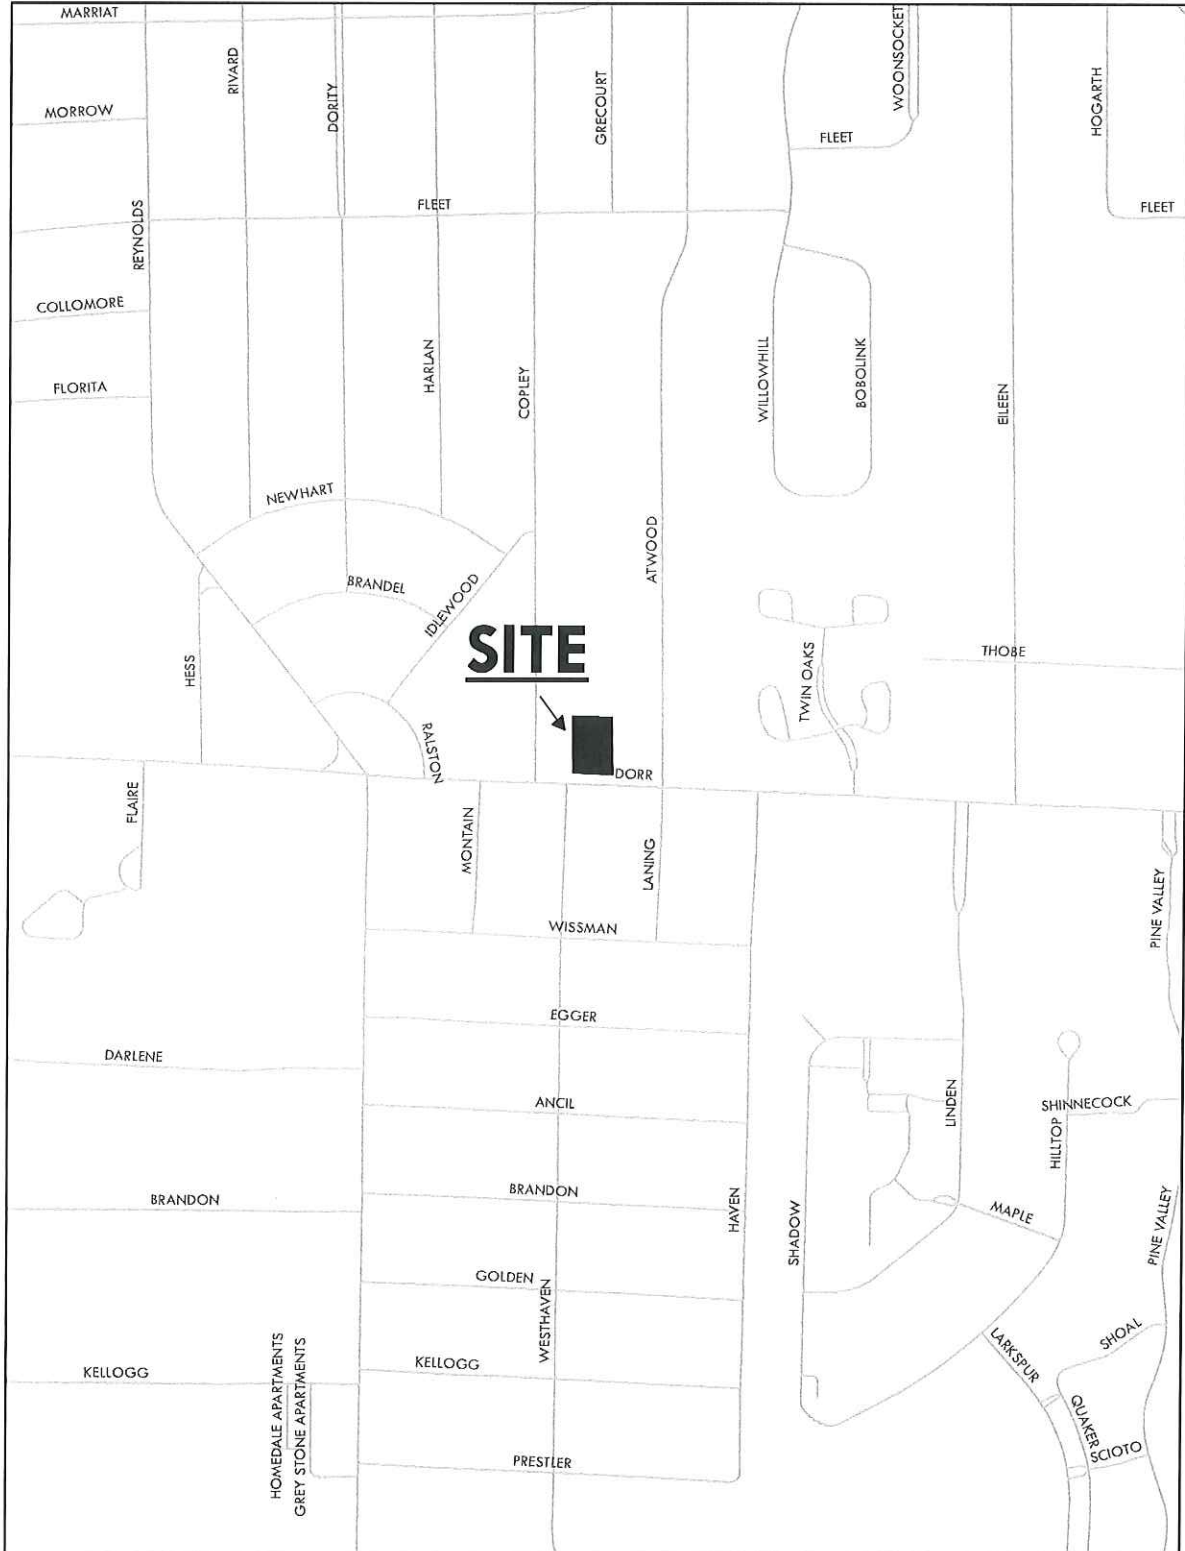 MARRIAT
WOONSOCKET
RIVARD
GRECOURT
HOGARTH
DORITY
MORROW
FLEET
REYNOLDS
FLEET
FLEET
COLLOMORE
HARLAN
COPLEY
WILLOWHILL
BOBOLINK
FLORITA
EILEEN
NEWHART
ATWOOD
BRANDEL
IDLEWOOD
SITE
HESS
TWIN OAKS
THOBE
RALSTON
DORR
FLAIRE
MONTAIN
LANING
PINE VALLEY
WISSMAN
EGGER
DARLENE
ANCIL
LINDEN
HILLTOP
SHINNECOCK
BRANDON
BRANDON
HAVEN
SHADOW
MAPLE
PINE VALLEY
GOLDEN
WESTHAVEN
KELLOGG
HOMEDALE APARTMENTS
GREY STONE APARTMENTS
KELLOGG
LARKSPUR
SHOAL
QUAKER
SCIOTO
PRESTLER